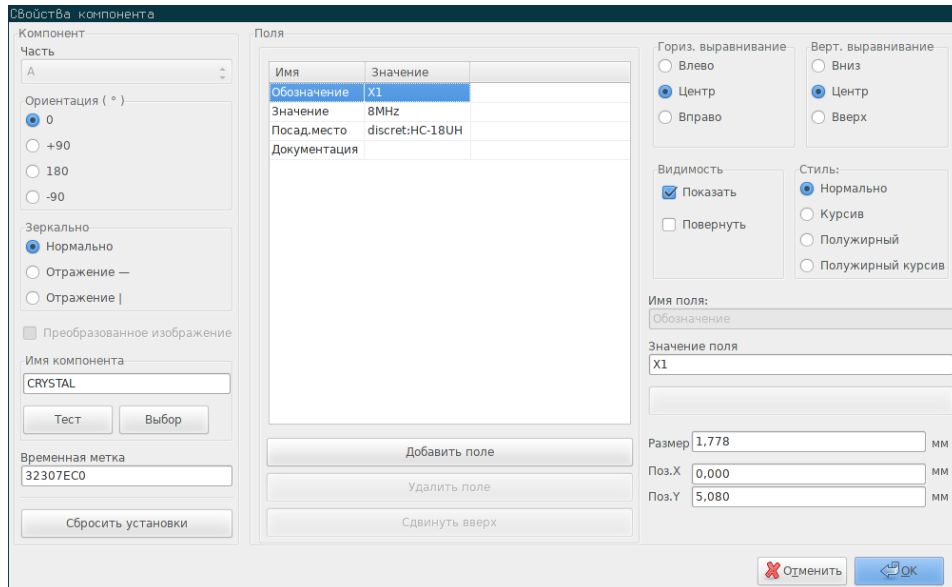 Свойства компонента
Компонент
Часть
A
Ориентация ( ° )
0
+90
180
-90
Зеркально
Нормально
Отражение —
Отражение |
Преобразованное изображение
Имя компонента
CRYSTAL
Тест Выбор
Временная метка
32307EC0
Сбросить установки
Поля
Имя Значение
Обозначение X1
Значение 8MHz
Посад.место discret:HC-18UH
Документация
Добавить поле
Удалить поле
Сдвинуть вверх
Гориз. выравнивание
Влево
Центр
Вправо
Верт. выравнивание
Вниз
Центр
Вверх
Видимость
Показать
Повернуть
Стиль:
Нормально
Курсив
Полужирный
Полужирный курсив
Имя поля:
Обозначение
Значение поля
X1
Размер 1,778 мм
Поз.X 0,000 мм
Поз.Y 5,080 мм
Отменить OK